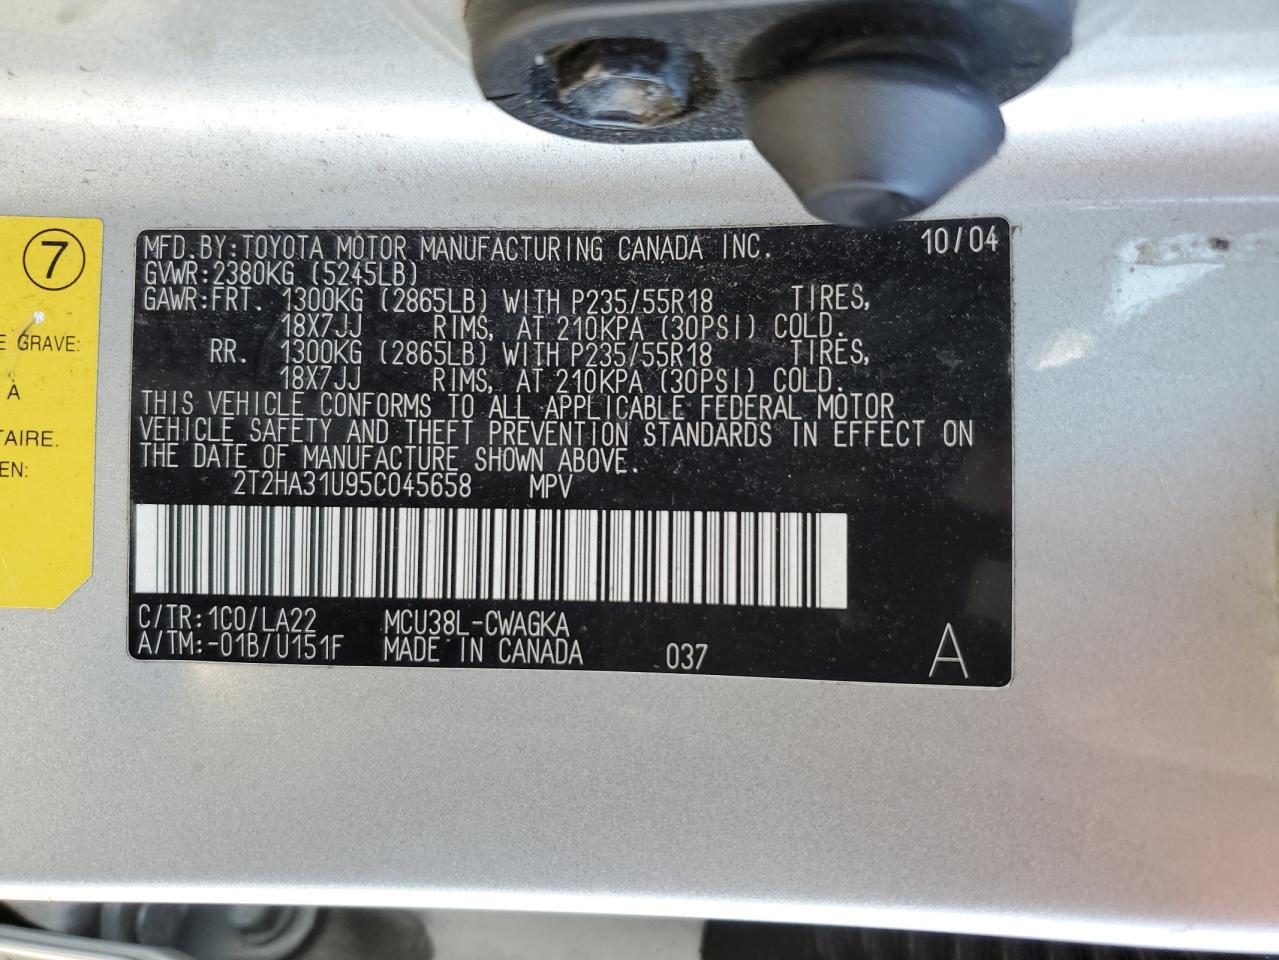 7
E GRAVE:
À
TAIRE.
EN:
MFD.BY:TOYOTA MOTOR MANUFACTURING CANADA INC. 10/04
GVWR:2380KG (5245LB)
GAWR:FRT. 1300KG (2865LB) WITH P235/55R18 TIRES,
18X7JJ RIMS, AT 210KPA (30PSI) COLD.
RR. 1300KG (2865LB) WITH P235/55R18 TIRES,
18X7JJ RIMS, AT 210KPA (30PSI) COLD.
THIS VEHICLE CONFORMS TO ALL APPLICABLE FEDERAL MOTOR
VEHICLE SAFETY AND THEFT PREVENTION STANDARDS IN EFFECT ON
THE DATE OF MANUFACTURE SHOWN ABOVE.
2T2HA31U95C045658 MPV
C/TR:1C0/LA22 MCU38L-CWAGKA
A/TM:-01B/U151F MADE IN CANADA 037 A